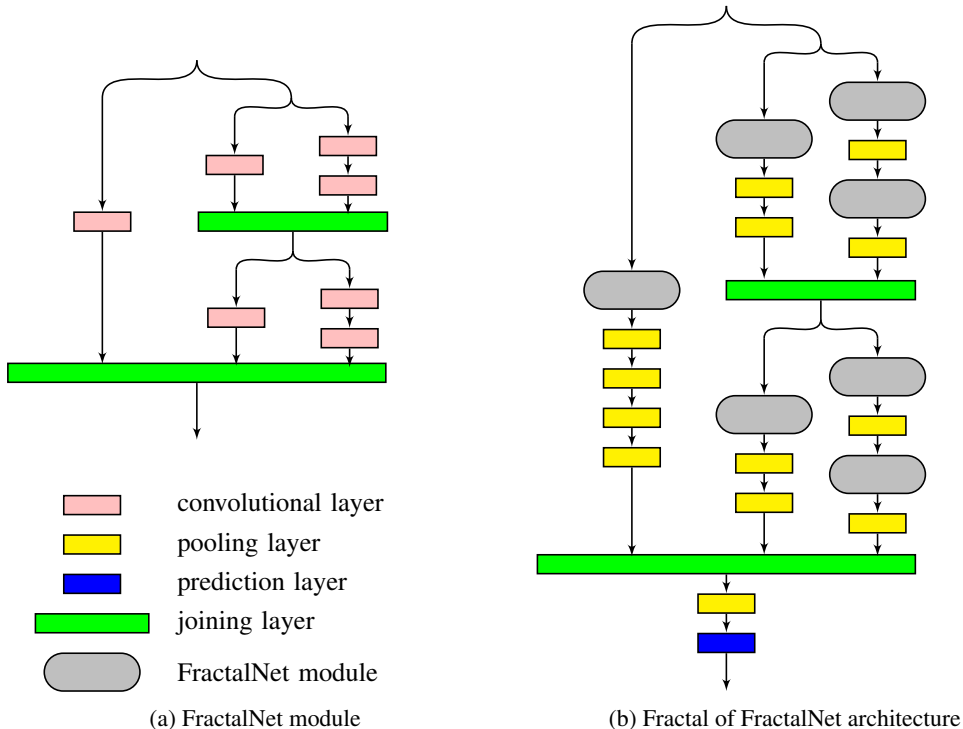 convolutional layer
pooling layer
prediction layer
joining layer
FractalNet module
(a) FractalNet module
(b) Fractal of FractalNet architecture